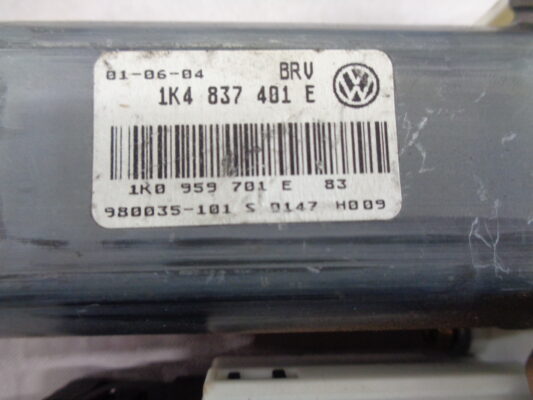 01-06-04 BRV
1K4 837 401 E
1K0 959 701 E 83
980035-101 S 0147 H009